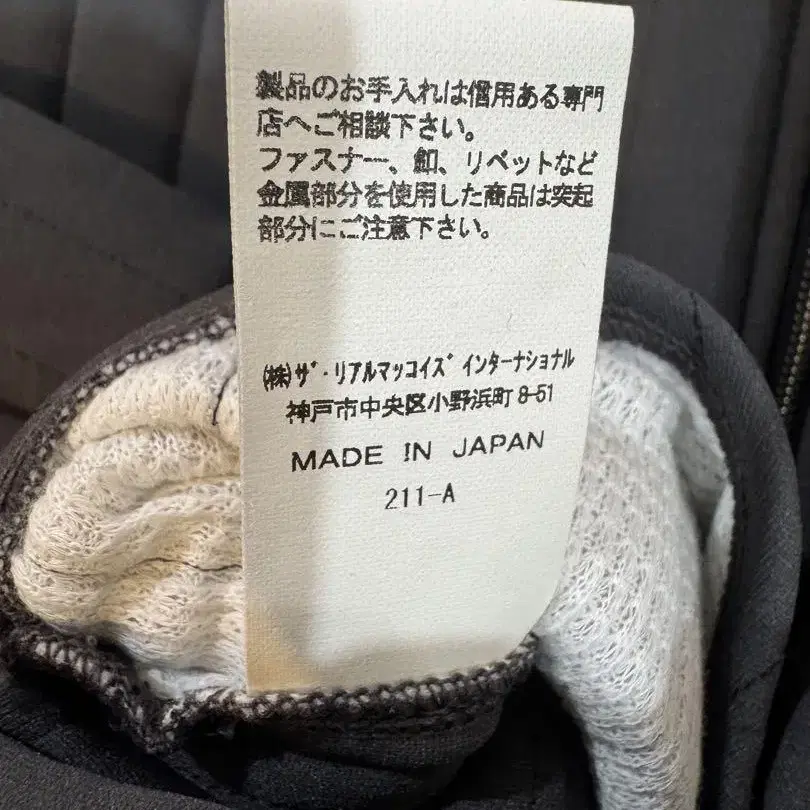 製品のお手入れは信用ある専門
店へご相談下さい。
ファスナー、釦、リベットなど
金属部分を使用した商品は突起
部分にご注意下さい。
㈱ザ・リアルマッコイズ インターナショナル
神戸市中央区小野浜町8-51
MADE IN JAPAN
211-A